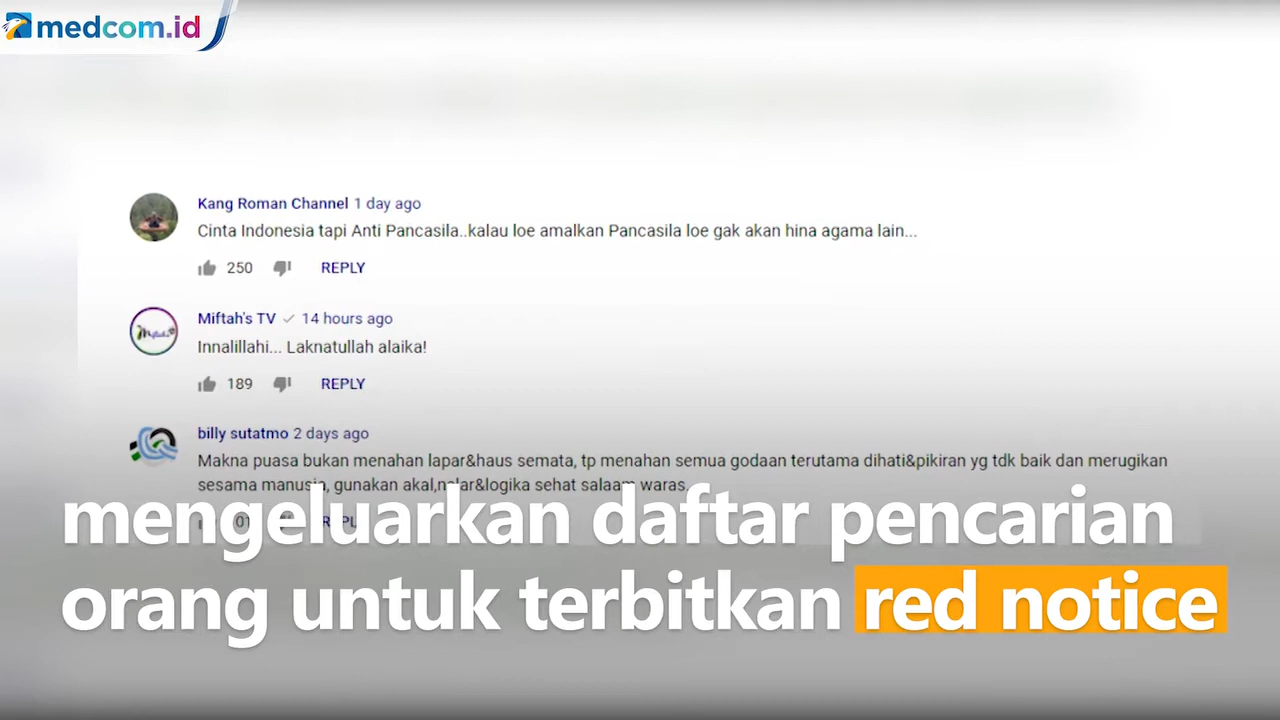 medcom.id
Kang Roman Channel 1 day ago
Cinta Indonesia tapi Anti Pancasila..kalau loe amalkan Pancasila loe gak akan hina agama lain...
250 REPLY
Miftah's TV 14 hours ago
Innalillahi... Laknatullah alaika!
189 REPLY
billy sutatmo 2 days ago
Makna puasa bukan menahan lapar&haus semata, tp menahan semua godaan terutama dihati&pikiran yg tdk baik dan merugikan
sesama manusia, gunakan akal,nalar&logika sehat salaam waras.
mengeluarkan daftar pencarian
orang untuk terbitkan red notice